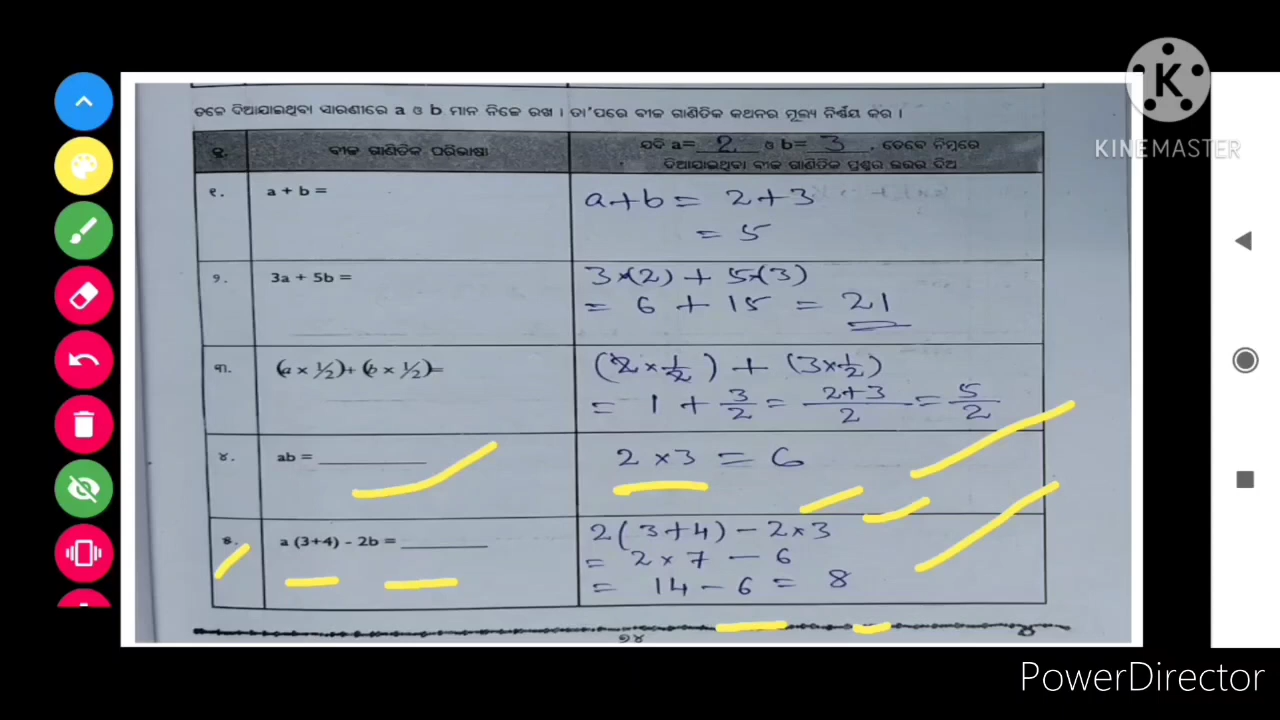 ତଳେ ଦିଆଯାଇଥିବା ସାରଣୀରେ a ଓ b ମାନ ନିଜେ ରଖ । ତା'ପରେ ବୀଜ ଗାଣିତିକ କଥନର ମୂଲ୍ୟ ନିର୍ଣ୍ଣୟ କର ।
କ୍ର. ବୀଜ ଗାଣିତିକ ପରିଭାଷା
ଯଦି a= 2 ଓ b= 3 , ତେବେ ନିମ୍ନରେ
ଦିଆଯାଇଥିବା ବୀଜ ଗାଣିତିକ ପ୍ରଶ୍ନର ଉତ୍ତର ଦିଅ
୧. a + b =
a+b = 2+3
= 5
୨. 3a + 5b =
3×(2) + 5×(3)
= 6 + 15 = 21
୩. (a × 1/2)+ (b × 1/2)=
(2 × 1/2) + (3×1/2)
= 1 + 3/2 = 2+3/2 = 5/2
୪. ab = ________
2 ×3 = 6
୫. a (3+4) - 2b = ________
2(3+4) – 2×3
= 2×7 – 6
= 14 – 6 = 8
୭୪
K
KINEMASTER
PowerDirector